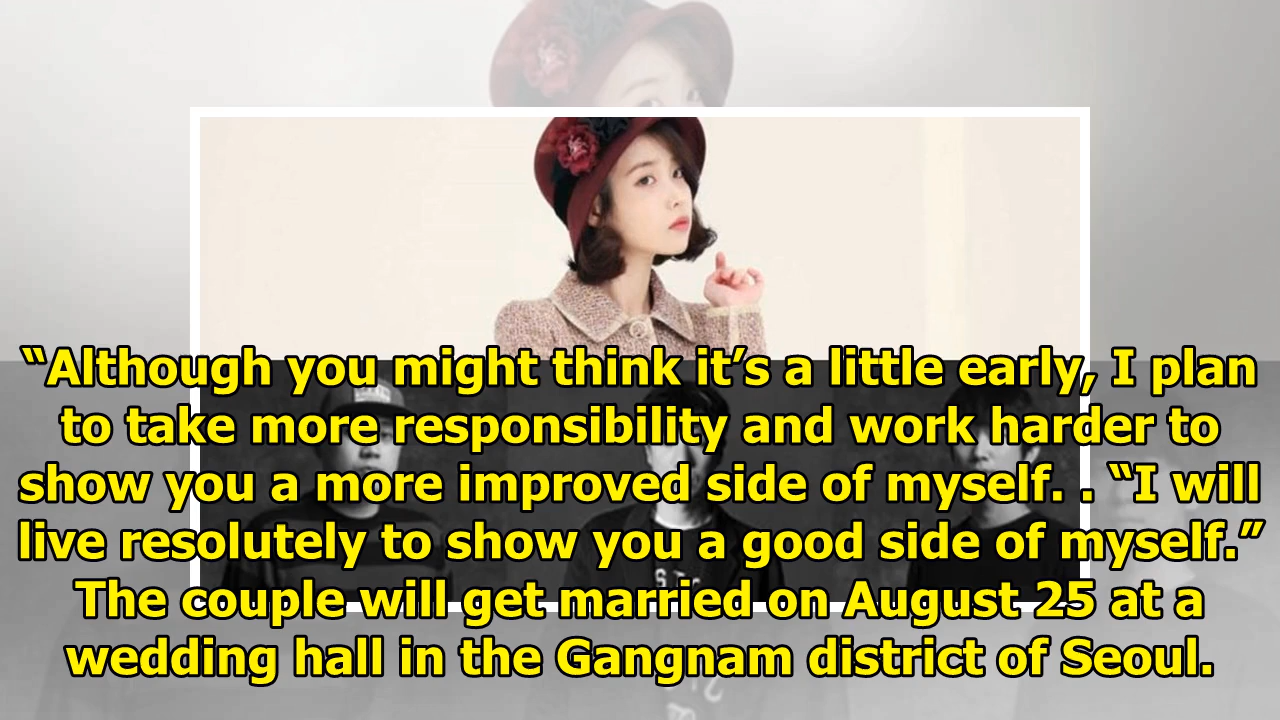 “Although you might think it’s a little early, I plan
to take more responsibility and work harder to
show you a more improved side of myself. . “I will
live resolutely to show you a good side of myself.”
The couple will get married on August 25 at a
wedding hall in the Gangnam district of Seoul.